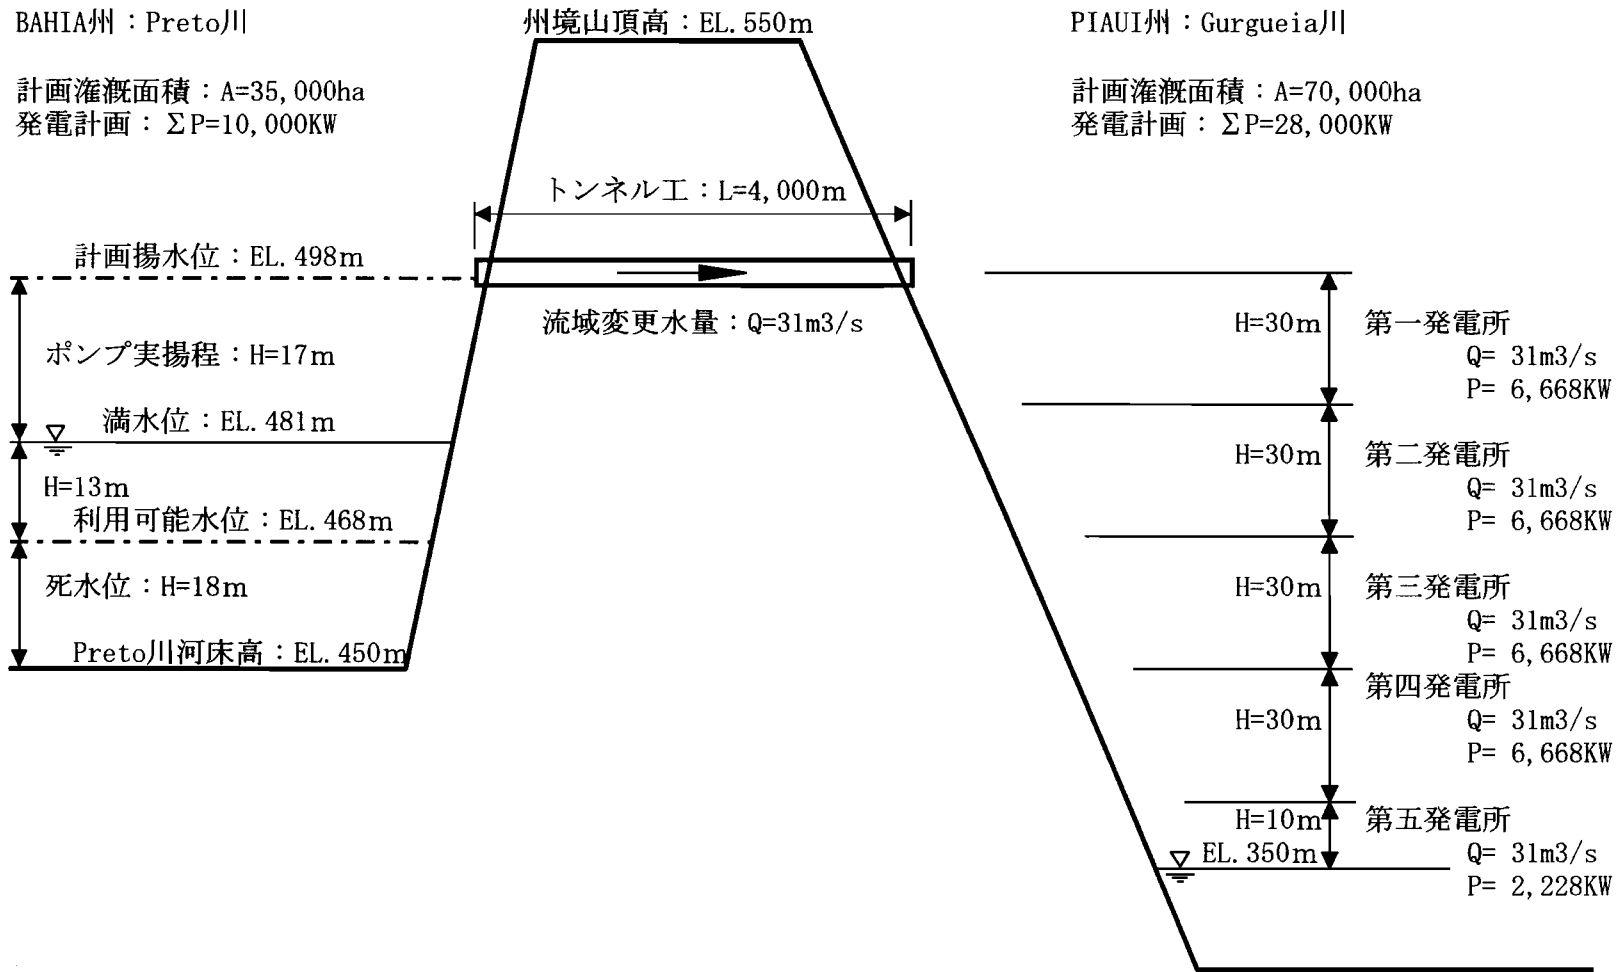 BAHIA州：Preto川
計画潅漑面積：A=35,000ha
発電計画：ΣP=10,000KW
州境山頂高：EL.550m
PIAUI州：Gurgueia川
計画潅漑面積：A=70,000ha
発電計画：ΣP=28,000KW
トンネル工：L=4,000m
流域変更水量：Q=31m3/s
計画揚水位：EL.498m
ポンプ実揚程：H=17m
満水位：EL.481m
H=13m
利用可能水位：EL.468m
死水位：H=18m
Preto川河床高：EL.450m
H=30m 第一発電所
Q= 31m3/s
P= 6,668KW
H=30m 第二発電所
Q= 31m3/s
P= 6,668KW
H=30m 第三発電所
Q= 31m3/s
P= 6,668KW
第四発電所
H=30m Q= 31m3/s
P= 6,668KW
H=10m 第五発電所
EL.350m Q= 31m3/s
P= 2,228KW